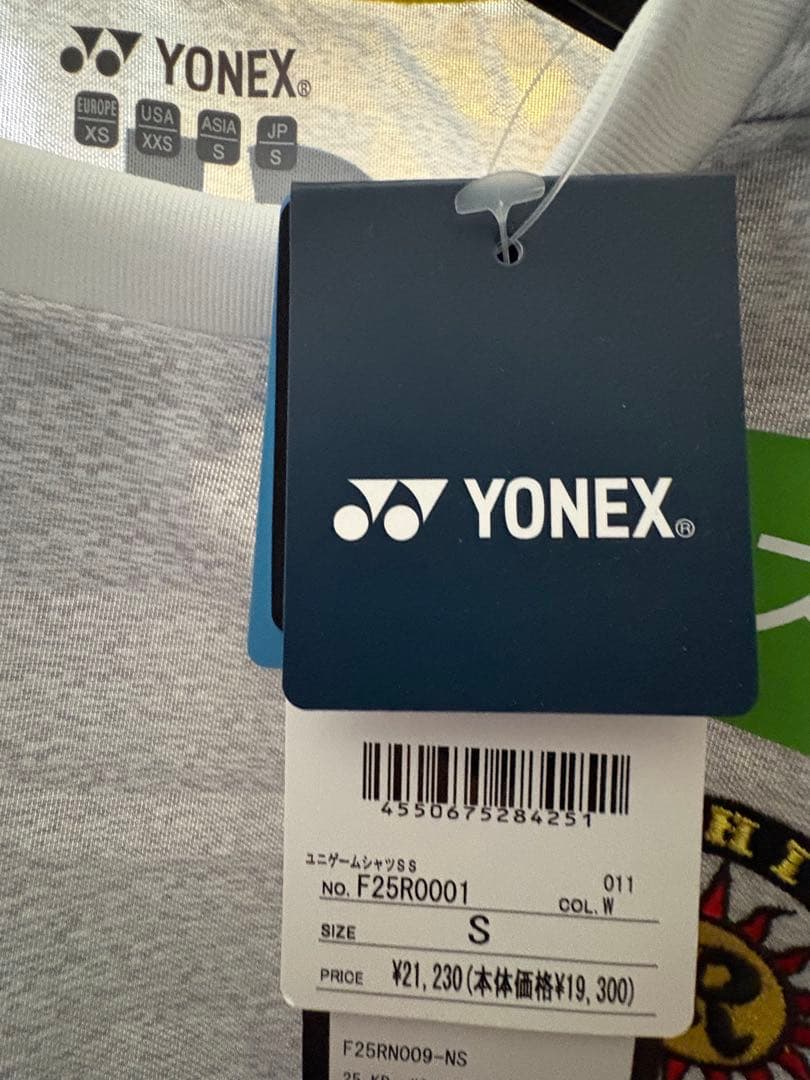 YONEX®
EUROPE
XS
USA
XXS
ASIA
S
JP
S
YONEX®
4550675284251
ユニゲームシャツSS
NO. F25R0001
011
COL. W
SIZE S
PRICE ¥21,230(本体価格¥19,300)
F25RN009-NS
HI
R